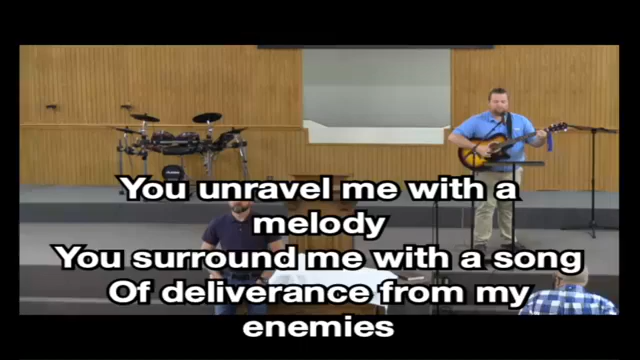 You unravel me with a
melody
You surround me with a song
Of deliverance from my
enemies